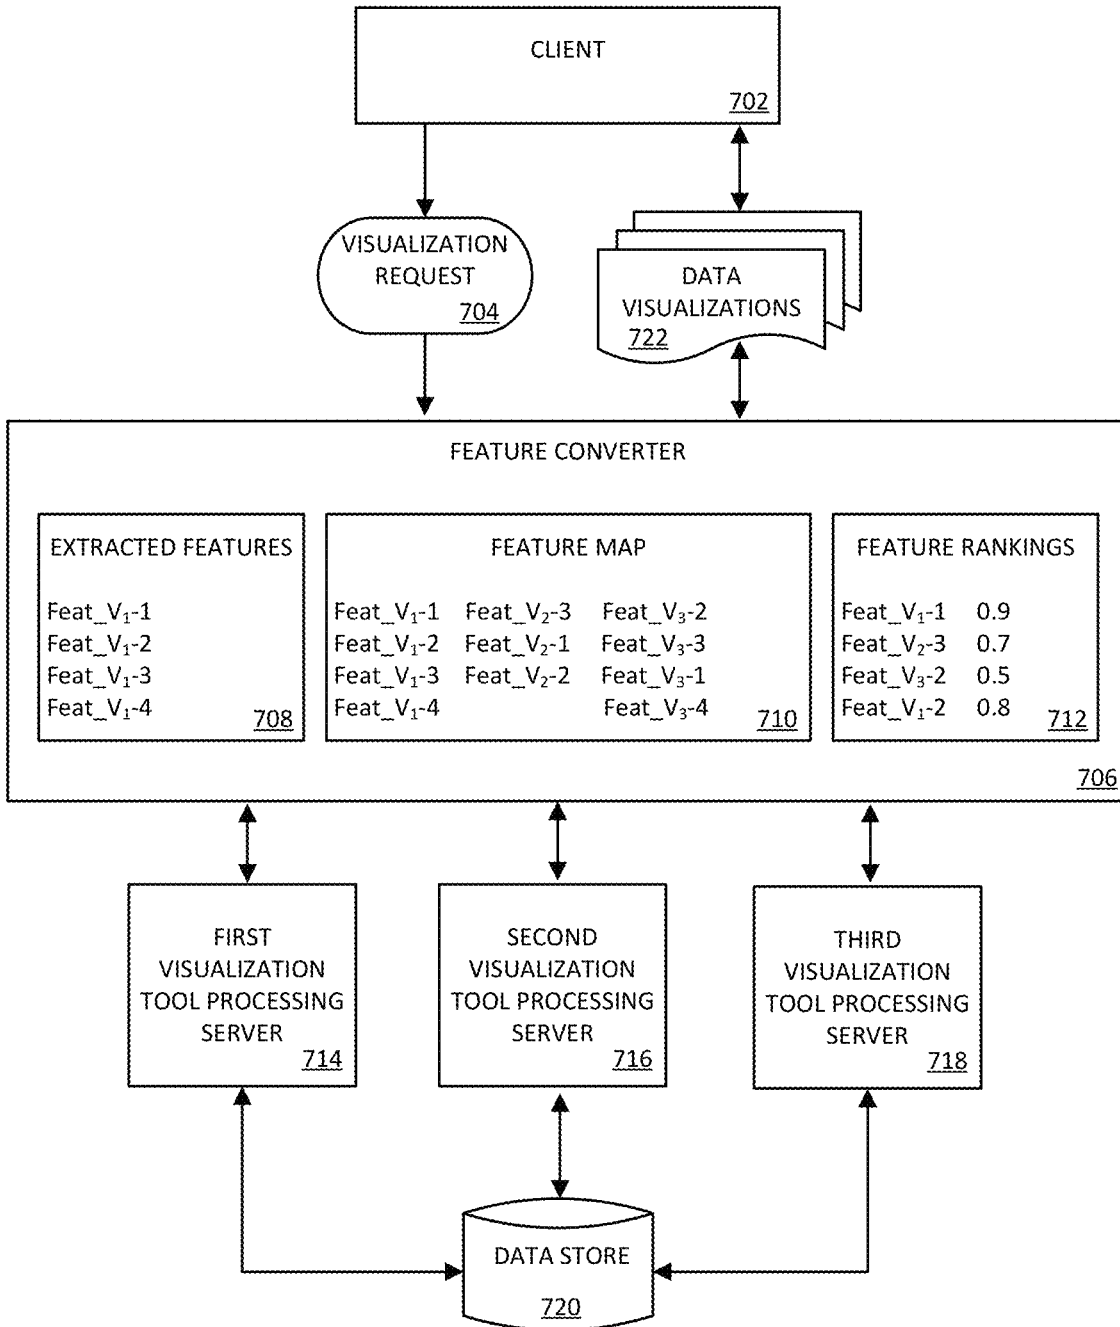 CLIENT
702
VISUALIZATION
REQUEST
704
DATA
VISUALIZATIONS
722
FEATURE CONVERTER
EXTRACTED FEATURES
Feat_V₁-1
Feat_V₁-2
Feat_V₁-3
Feat_V₁-4
708
FEATURE MAP
Feat_V₁-1 Feat_V₂-3 Feat_V₃-2
Feat_V₁-2 Feat_V₂-1 Feat_V₃-3
Feat_V₁-3 Feat_V₂-2 Feat_V₃-1
Feat_V₁-4 Feat_V₃-4
710
FEATURE RANKINGS
Feat_V₁-1 0.9
Feat_V₂-3 0.7
Feat_V₃-2 0.5
Feat_V₁-2 0.8
712
706
FIRST
VISUALIZATION
TOOL PROCESSING
SERVER
714
SECOND
VISUALIZATION
TOOL PROCESSING
SERVER
716
THIRD
VISUALIZATION
TOOL PROCESSING
SERVER
718
DATA STORE
720